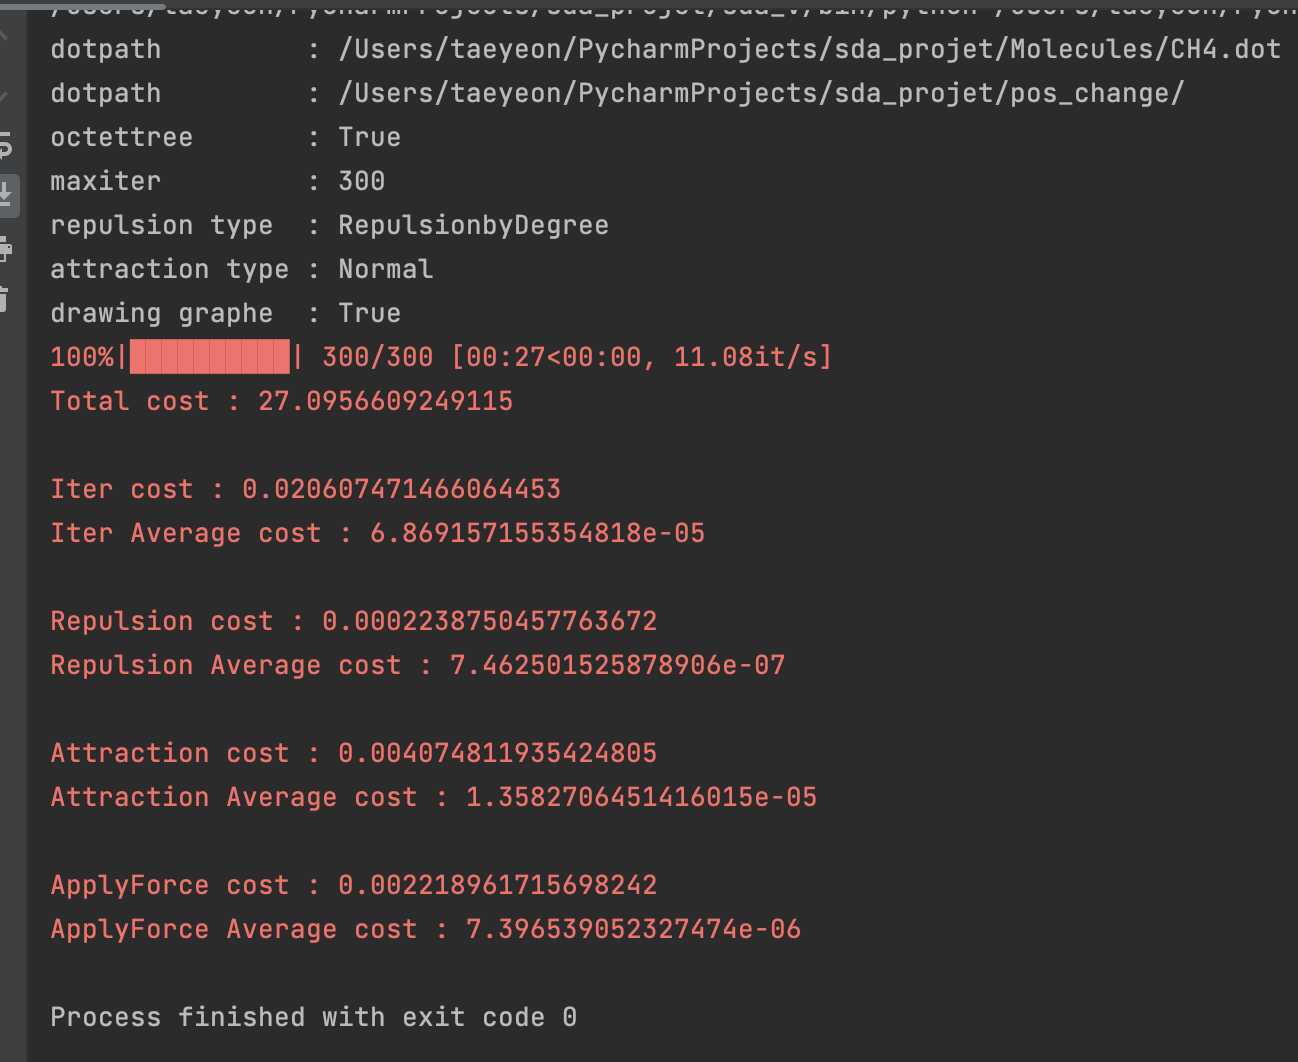 dotpath         : /Users/taeyeon/PycharmProjects/sda_projet/Molecules/CH4.dot
dotpath         : /Users/taeyeon/PycharmProjects/sda_projet/pos_change/
octettree       : True
maxiter         : 300
repulsion type  : RepulsionbyDegree
attraction type : Normal
drawing graphe  : True
100%|██████████| 300/300 [00:27<00:00, 11.08it/s]
Total cost : 27.0956609249115
Iter cost : 0.020607471466064453
Iter Average cost : 6.869157155354818e-05
Repulsion cost : 0.0002238750457763672
Repulsion Average cost : 7.462501525878906e-07
Attraction cost : 0.004074811935424805
Attraction Average cost : 1.3582706451416015e-05
ApplyForce cost : 0.002218961715698242
ApplyForce Average cost : 7.396539052327474e-06
Process finished with exit code 0